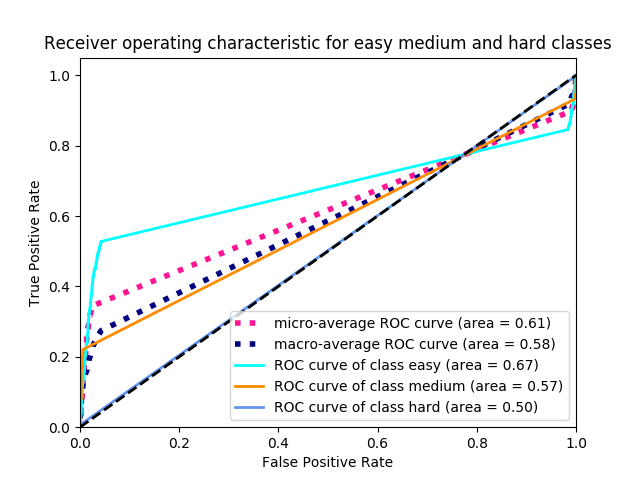 Receiver operating characteristic for easy medium and hard classes
1.0
0.8
0.6
0.4
0.2
0.0
True Positive Rate
micro-average ROC curve (area = 0.61)
macro-average ROC curve (area = 0.58)
ROC curve of class easy (area = 0.67)
ROC curve of class medium (area = 0.57)
ROC curve of class hard (area = 0.50)
0.0 0.2 0.4 0.6 0.8 1.0
False Positive Rate